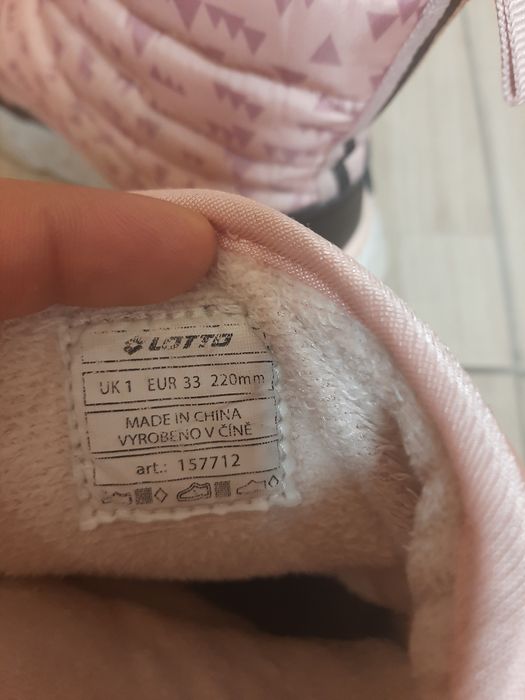 LOTTO
UK 1 EUR 33 220mm
MADE IN CHINA
VYROBENO V ČÍNĚ
art.: 157712